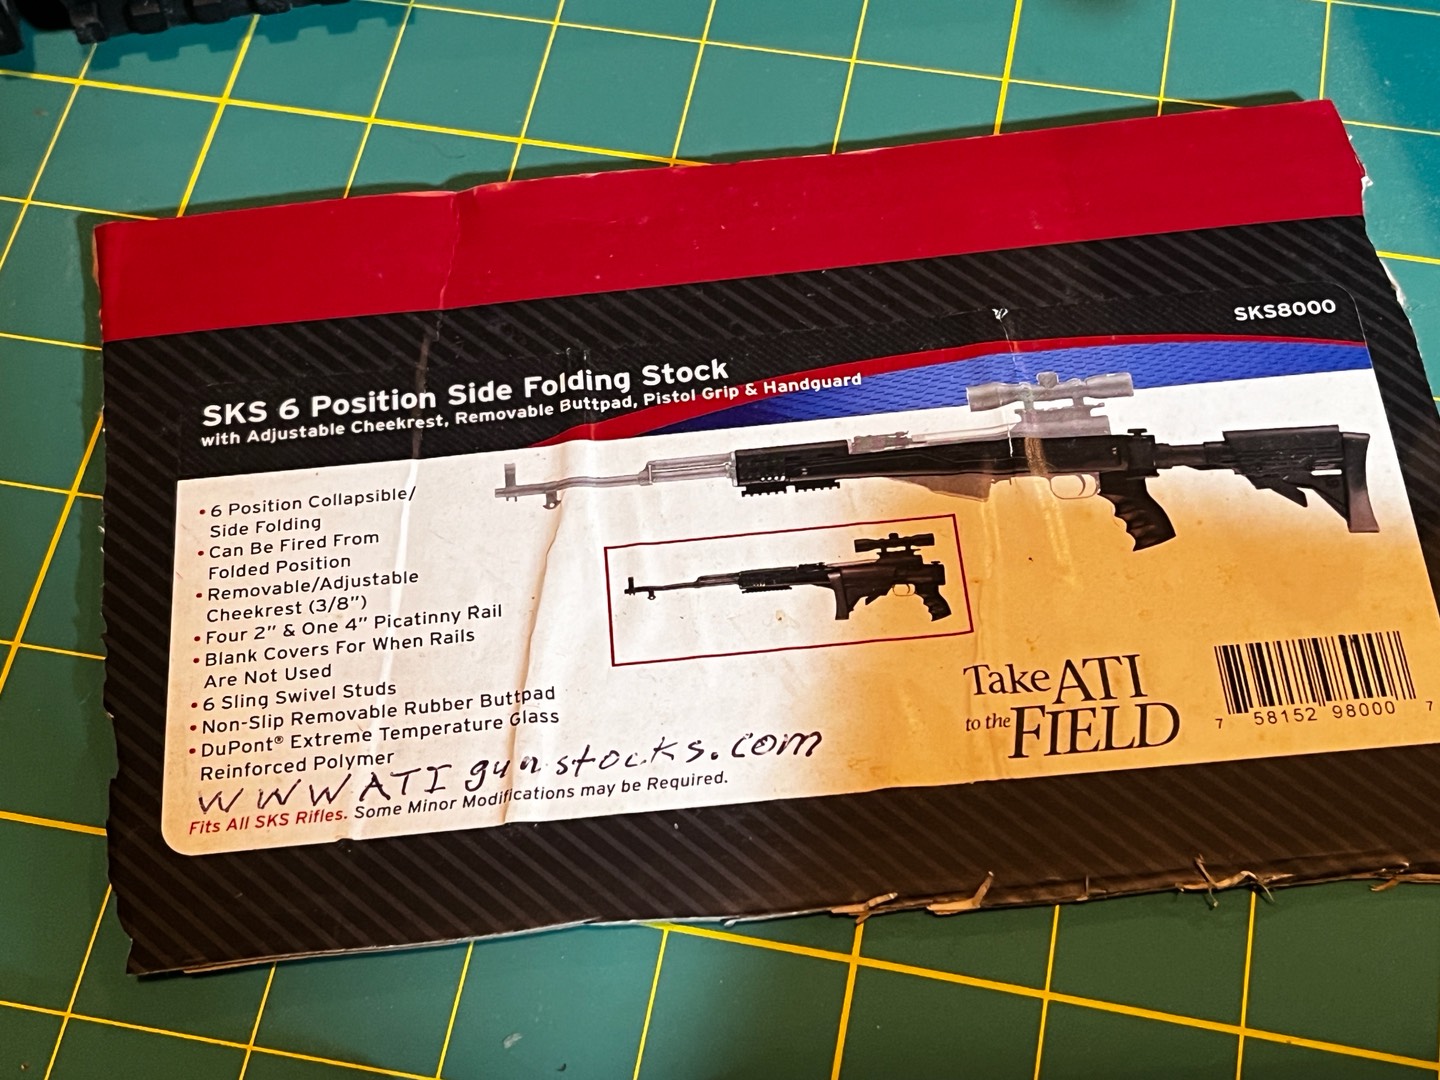 SKS8000
SKS 6 Position Side Folding Stock
with Adjustable Cheekrest, Removable Buttpad, Pistol Grip & Handguard
• 6 Position Collapsible/
Side Folding
• Can Be Fired From
Folded Position
• Removable/Adjustable
Cheekrest (3/8")
• Four 2" & One 4" Picatinny Rail
• Blank Covers For When Rails
Are Not Used
• 6 Sling Swivel Studs
• Non-Slip Removable Rubber Buttpad
• DuPont® Extreme Temperature Glass
Reinforced Polymer
WWWATI gunstocks.com
Fits All SKS Rifles. Some Minor Modifications may be Required.
Take ATI
to the FIELD
7 58152 98000 7